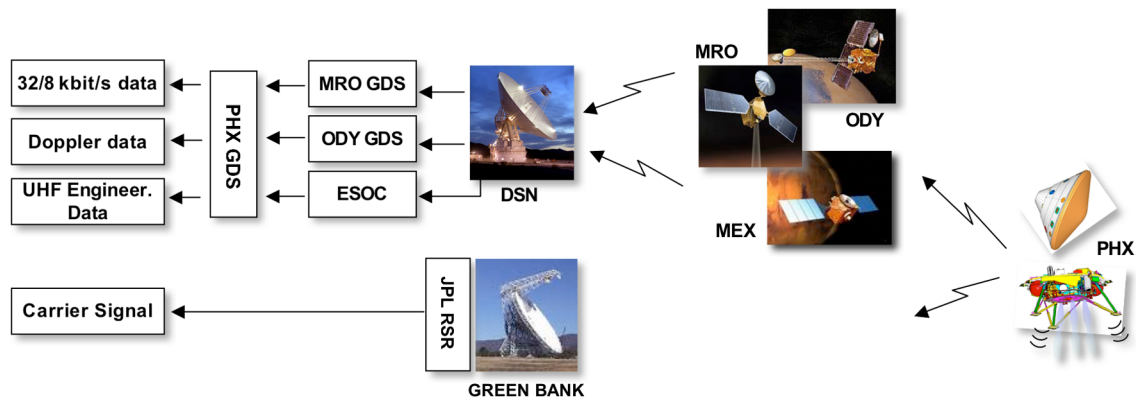 MRO
32/8 kbit/s data
MRO GDS
Doppler data
PHX GDS
ODY GDS
ODY
UHF Engineer.
Data
ESOC
DSN
MEX
PHX
Carrier Signal
JPL RSR
GREEN BANK